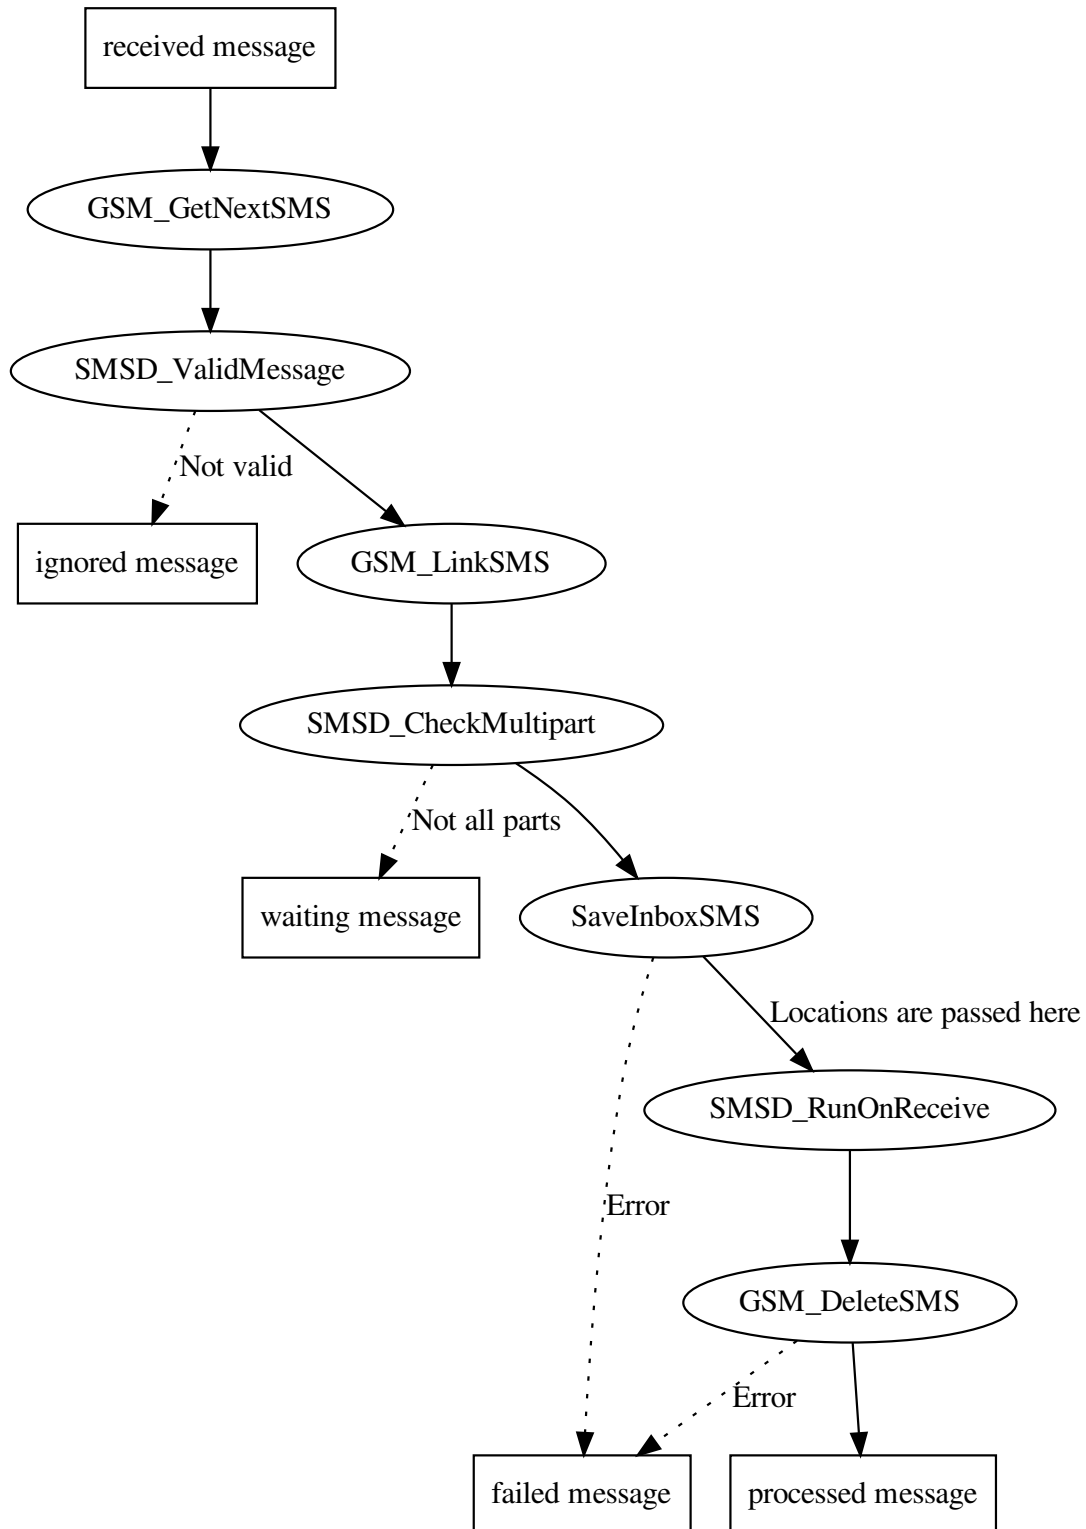 received message
GSM_GetNextSMS
SMSD_ValidMessage
Not valid
ignored message
GSM_LinkSMS
SMSD_CheckMultipart
Not all parts
waiting message
SaveInboxSMS
Locations are passed here
SMSD_RunOnReceive
Error
GSM_DeleteSMS
Error
failed message
processed message